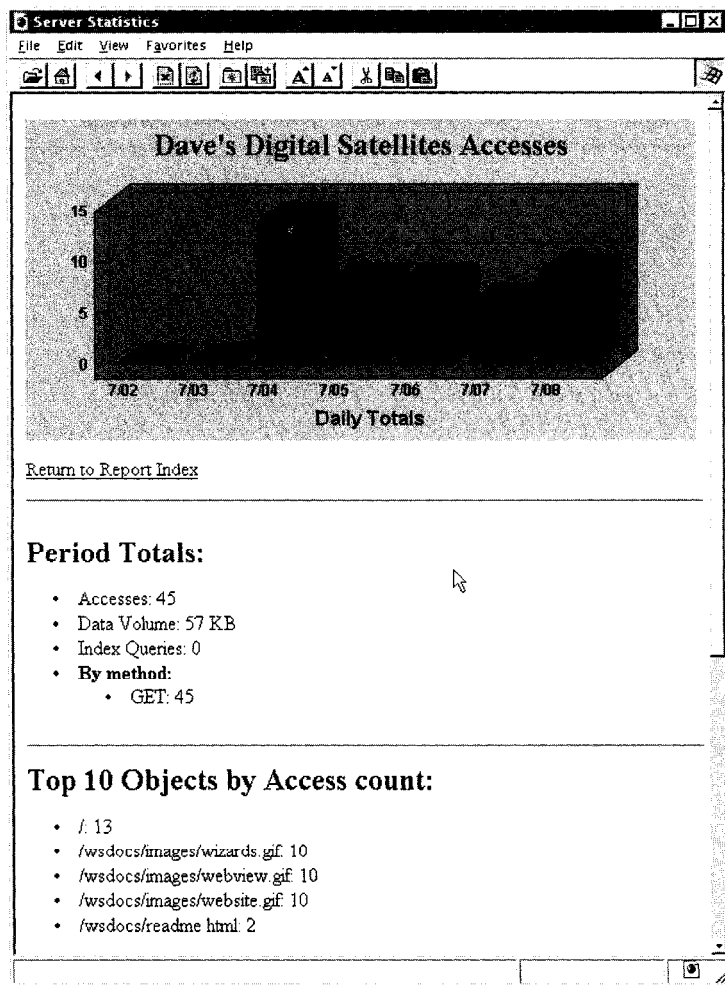 Server Statistics
File Edit View Favorites Help
Dave's Digital Satellites Accesses
15
10
5
0
7/02 7/03 7/04 7/05 7/06 7/07 7/08
Daily Totals
Return to Report Index
Period Totals:
• Accesses: 45
• Data Volume: 57 KB
• Index Queries: 0
• By method:
• GET: 45
Top 10 Objects by Access count:
• /: 13
• /wsdocs/images/wizards.gif: 10
• /wsdocs/images/webview.gif: 10
• /wsdocs/images/website.gif: 10
• /wsdocs/readme.html: 2